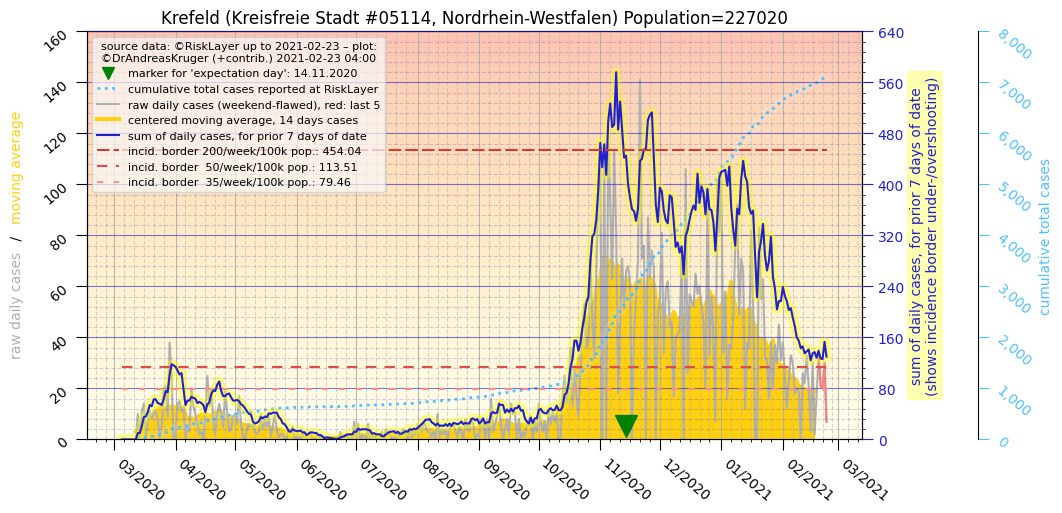 Krefeld (Kreisfreie Stadt #05114, Nordrhein-Westfalen) Population=227020
source data: ©RiskLayer up to 2021-02-23 – plot:
©DrAndreasKruger (+contrib.) 2021-02-23 04:00
marker for 'expectation day': 14.11.2020
cumulative total cases reported at RiskLayer
raw daily cases (weekend-flawed), red: last 5
centered moving average, 14 days cases
sum of daily cases, for prior 7 days of date
incid. border 200/week/100k pop.: 454.04
incid. border  50/week/100k pop.: 113.51
incid. border  35/week/100k pop.: 79.46
raw daily cases / moving average
160
140
120
100
80
60
40
20
0
640
560
480
400
320
240
160
80
0
sum of daily cases, for prior 7 days of date
(shows incidence border under-/overshooting)
8,000
7,000
6,000
5,000
4,000
3,000
2,000
1,000
0
cumulative total cases
03/2020
04/2020
05/2020
06/2020
07/2020
08/2020
09/2020
10/2020
11/2020
12/2020
01/2021
02/2021
03/2021